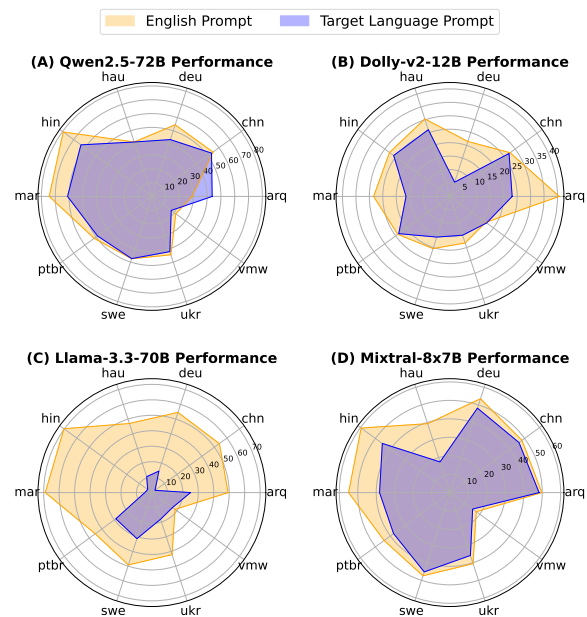 English Prompt Target Language Prompt
(A) Qwen2.5-72B Performance
hau deu
hin chn
mar arq
ptbr vmw
swe ukr
10 20 30 40 50 60 70 80
(B) Dolly-v2-12B Performance
hau deu
hin chn
mar arq
ptbr vmw
swe ukr
5 10 15 20 25 30 35 40
(C) Llama-3.3-70B Performance
hau deu
hin chn
mar arq
ptbr vmw
swe ukr
10 20 30 40 50 60 70
(D) Mixtral-8x7B Performance
hau deu
hin chn
mar arq
ptbr vmw
swe ukr
10 20 30 40 50 60